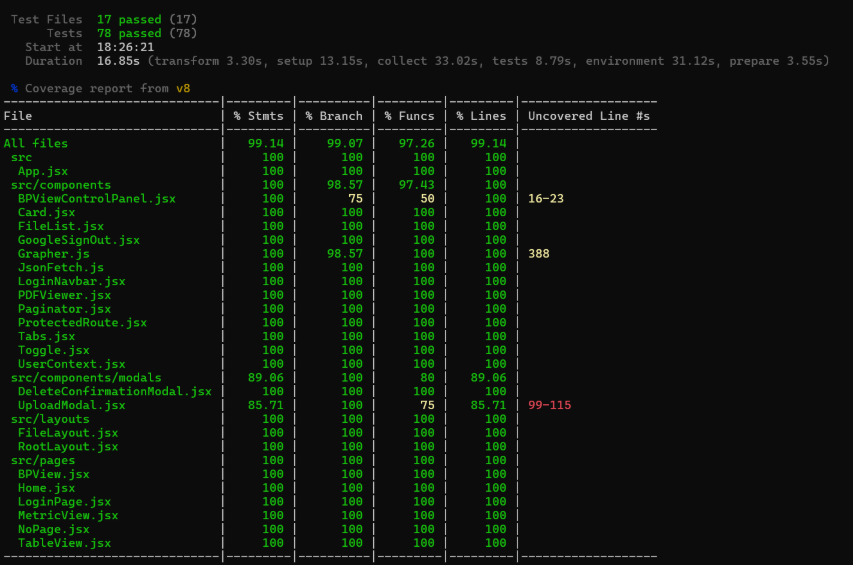 Test Files  17 passed (17)
     Tests  78 passed (78)
  Start at  18:26:21
  Duration  16.85s (transform 3.30s, setup 13.15s, collect 33.02s, tests 8.79s, environment 31.12s, prepare 3.55s)
% Coverage report from v8
------------------------------|---------|----------|---------|---------|-------------------
File                          | % Stmts | % Branch | % Funcs | % Lines | Uncovered Line #s
------------------------------|---------|----------|---------|---------|-------------------
All files                     |   99.14 |    99.07 |   97.26 |   99.14 |
 src                          |     100 |      100 |     100 |     100 |
  App.jsx                     |     100 |      100 |     100 |     100 |
 src/components               |     100 |    98.57 |   97.43 |     100 |
  BPViewControlPanel.jsx      |     100 |       75 |      50 |     100 | 16-23
  Card.jsx                    |     100 |      100 |     100 |     100 |
  FileList.jsx                |     100 |      100 |     100 |     100 |
  GoogleSignOut.jsx           |     100 |      100 |     100 |     100 |
  Grapher.js                  |     100 |    98.57 |     100 |     100 | 388
  JsonFetch.js                |     100 |      100 |     100 |     100 |
  LoginNavbar.jsx             |     100 |      100 |     100 |     100 |
  PDFViewer.jsx               |     100 |      100 |     100 |     100 |
  Paginator.jsx               |     100 |      100 |     100 |     100 |
  ProtectedRoute.jsx          |     100 |      100 |     100 |     100 |
  Tabs.jsx                    |     100 |      100 |     100 |     100 |
  Toggle.jsx                  |     100 |      100 |     100 |     100 |
  UserContext.jsx             |     100 |      100 |     100 |     100 |
 src/components/modals        |   89.06 |      100 |      80 |   89.06 |
  DeleteConfirmationModal.jsx |     100 |      100 |     100 |     100 |
  UploadModal.jsx             |   85.71 |      100 |      75 |   85.71 | 99-115
 src/layouts                  |     100 |      100 |     100 |     100 |
  FileLayout.jsx              |     100 |      100 |     100 |     100 |
  RootLayout.jsx              |     100 |      100 |     100 |     100 |
 src/pages                    |     100 |      100 |     100 |     100 |
  BPView.jsx                  |     100 |      100 |     100 |     100 |
  Home.jsx                    |     100 |      100 |     100 |     100 |
  LoginPage.jsx               |     100 |      100 |     100 |     100 |
  MetricView.jsx              |     100 |      100 |     100 |     100 |
  NoPage.jsx                  |     100 |      100 |     100 |     100 |
  TableView.jsx               |     100 |      100 |     100 |     100 |
------------------------------|---------|----------|---------|---------|-------------------